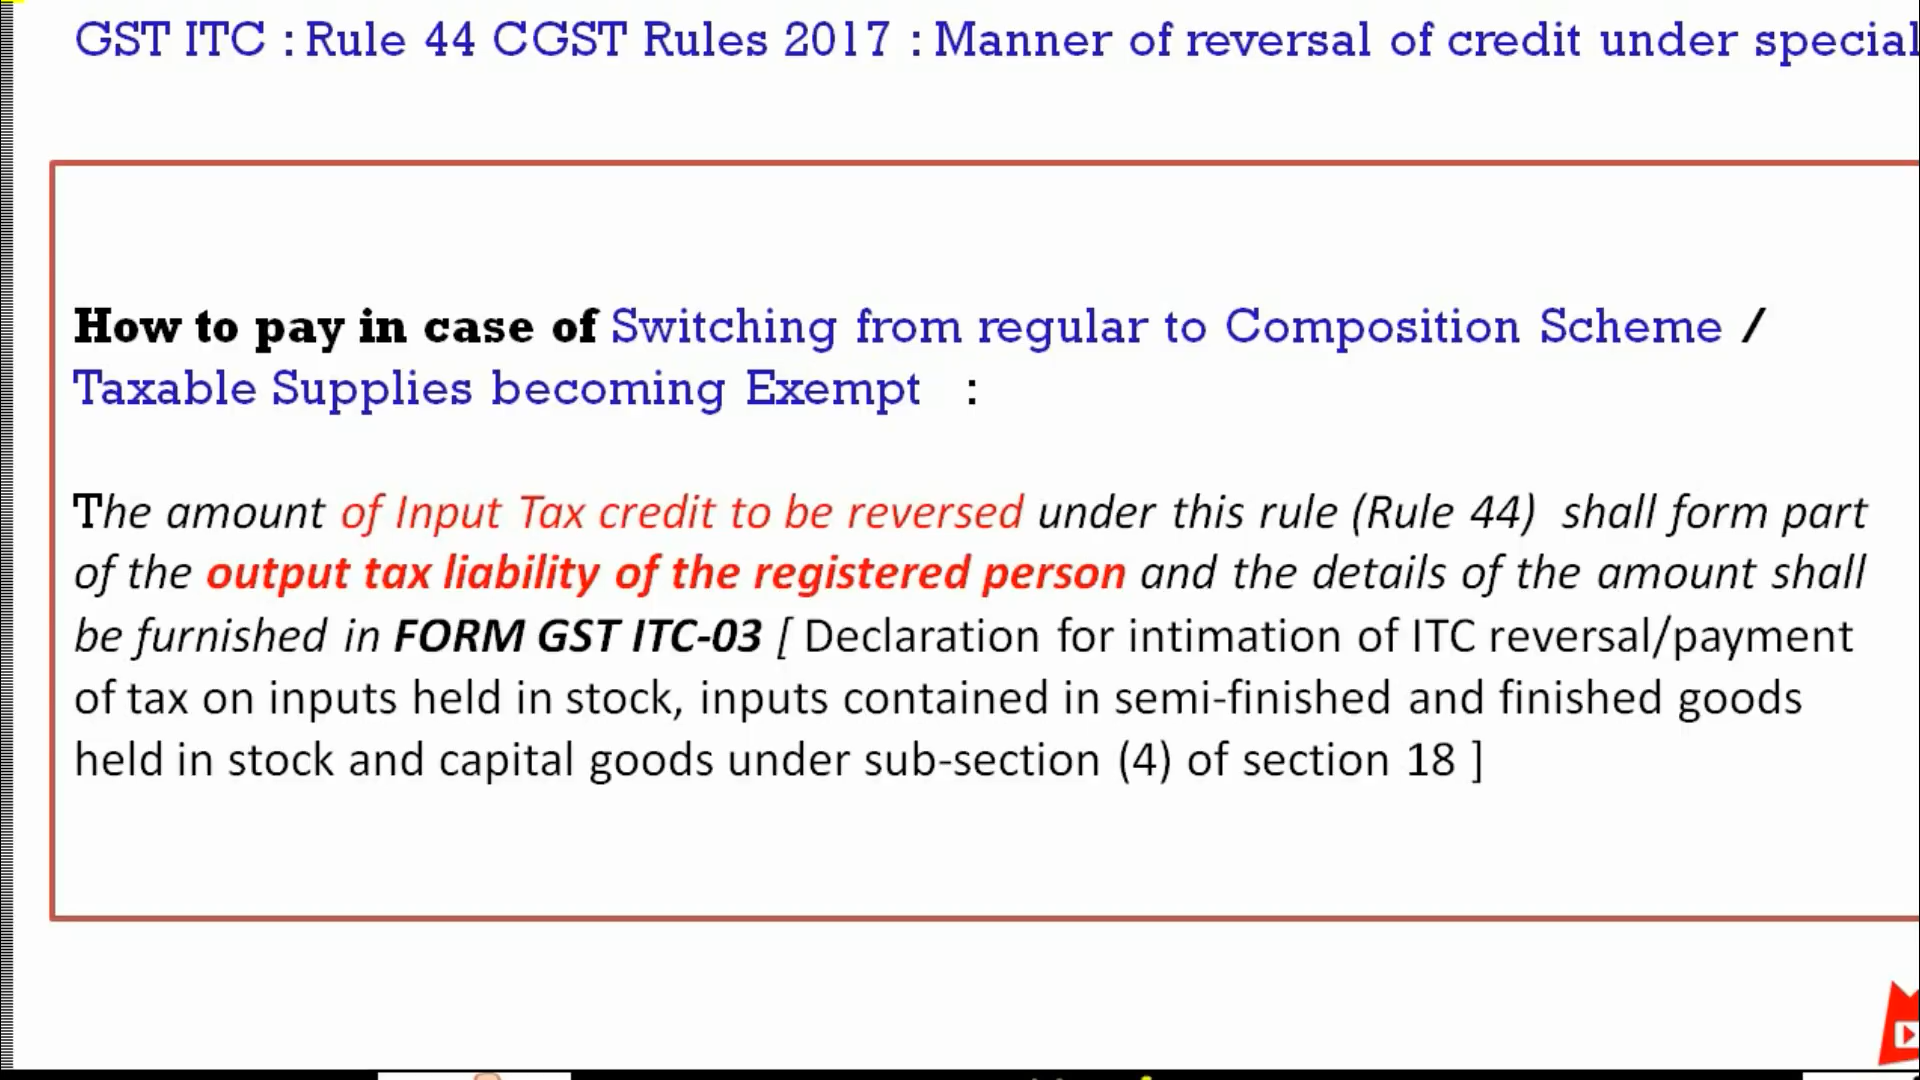 GST ITC : Rule 44 CGST Rules 2017 : Manner of reversal of credit under special
How to pay in case of Switching from regular to Composition Scheme /
Taxable Supplies becoming Exempt :
The amount of Input Tax credit to be reversed under this rule (Rule 44) shall form part
of the output tax liability of the registered person and the details of the amount shall
be furnished in FORM GST ITC-03 [ Declaration for intimation of ITC reversal/payment
of tax on inputs held in stock, inputs contained in semi-finished and finished goods
held in stock and capital goods under sub-section (4) of section 18 ]